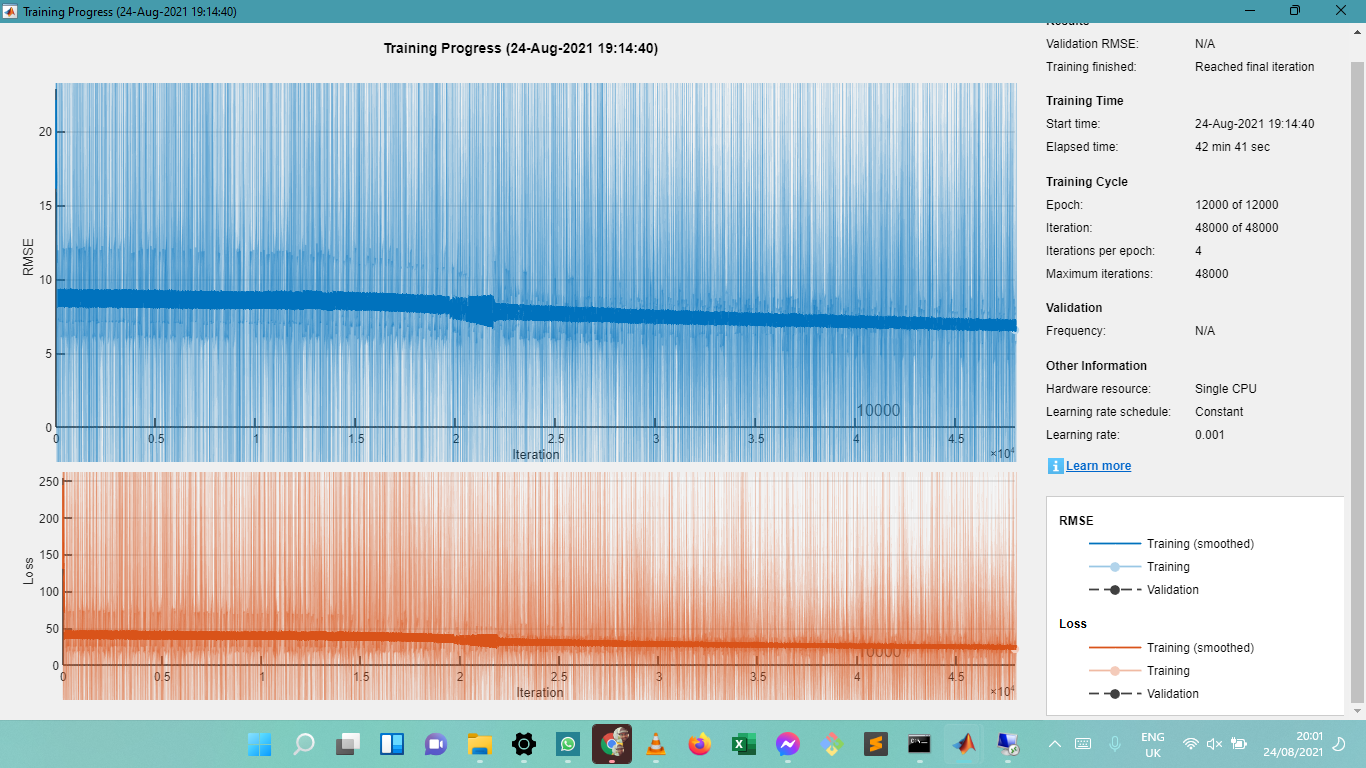 Training Progress (24-Aug-2021 19:14:40)
Training Progress (24-Aug-2021 19:14:40)
RMSE
20
15
10
5
0
0 0.5 1 1.5 2 2.5 3 3.5 4 4.5
10000
Iteration
×10⁴
Loss
250
200
150
100
50
0
0 0.5 1 1.5 2 2.5 3 3.5 4 4.5
10000
Iteration
×10⁴
Results
Validation RMSE: N/A
Training finished: Reached final iteration
Training Time
Start time: 24-Aug-2021 19:14:40
Elapsed time: 42 min 41 sec
Training Cycle
Epoch: 12000 of 12000
Iteration: 48000 of 48000
Iterations per epoch: 4
Maximum iterations: 48000
Validation
Frequency: N/A
Other Information
Hardware resource: Single CPU
Learning rate schedule: Constant
Learning rate: 0.001
i Learn more
RMSE
Training (smoothed)
Training
Validation
Loss
Training (smoothed)
Training
Validation
ENG
UK
20:01
24/08/2021